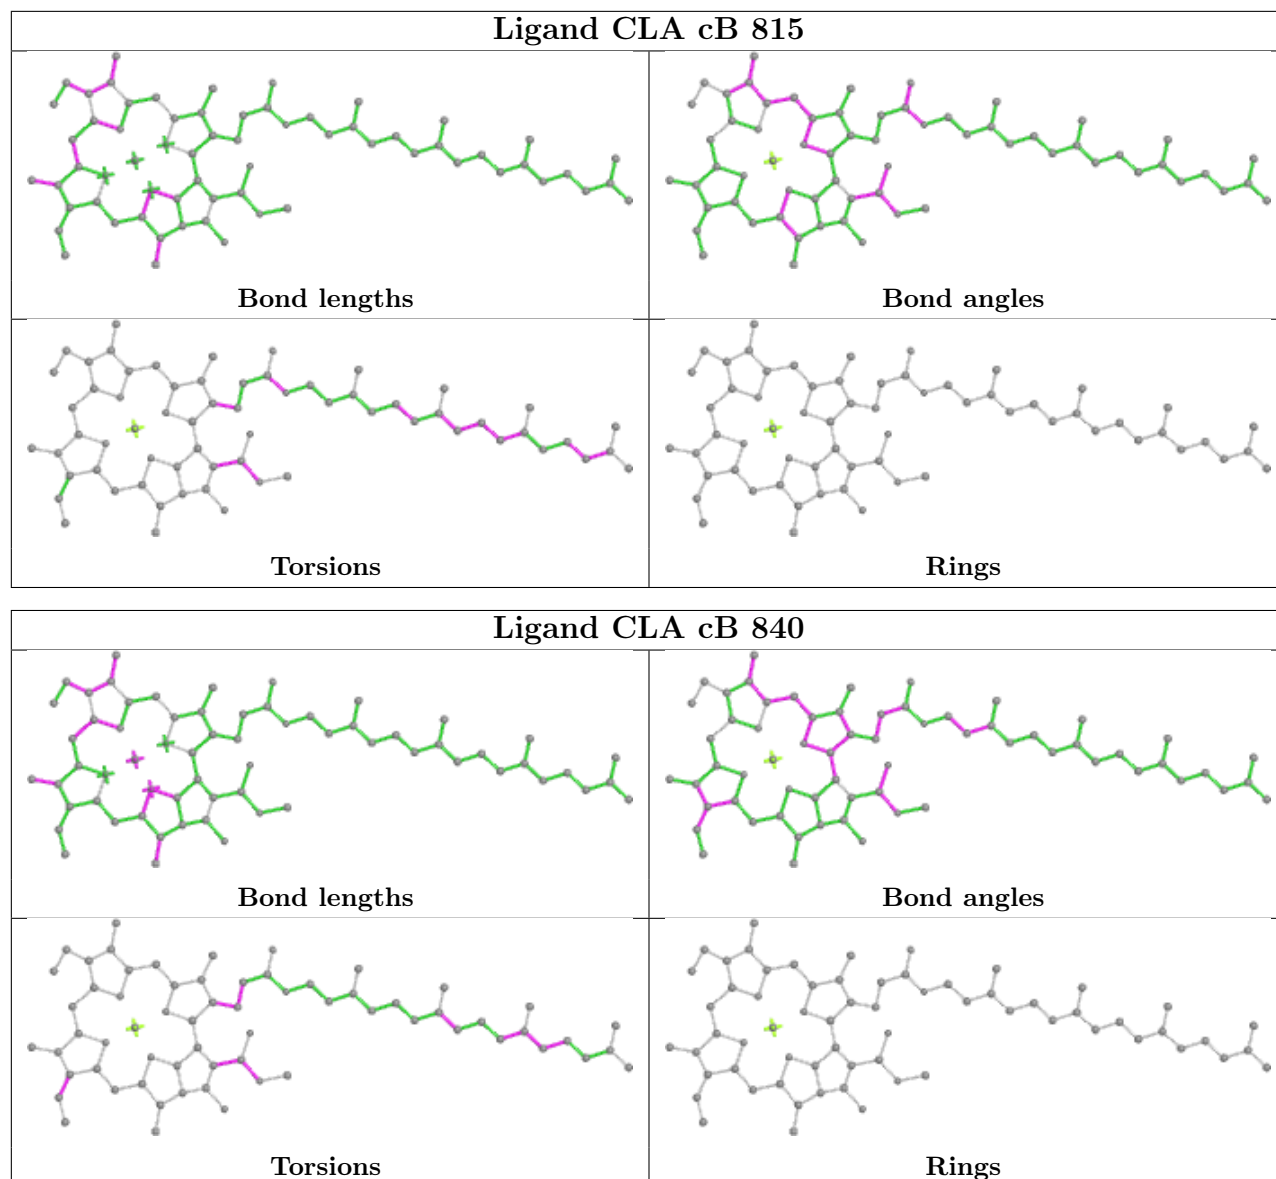 Ligand CLA cB 815
Bond lengths
Bond angles
Torsions
Rings
Ligand CLA cB 840
Bond lengths
Bond angles
Torsions
Rings